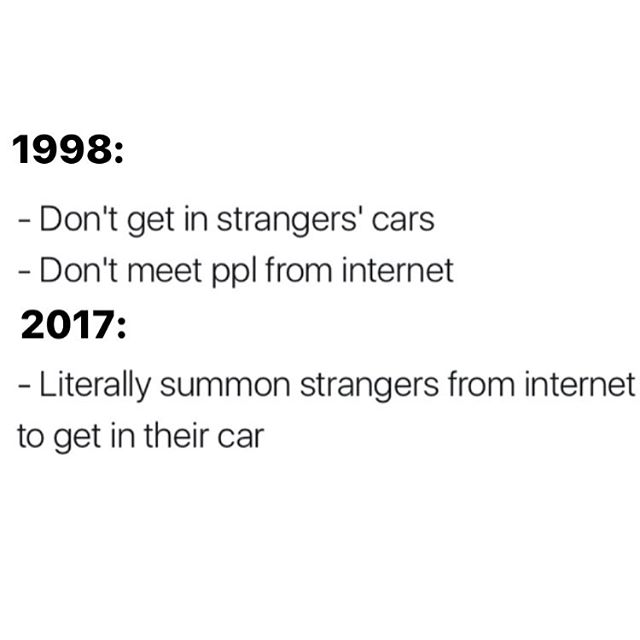 1998:
- Don't get in strangers' cars
- Don't meet ppl from internet
2017:
- Literally summon strangers from internet
to get in their car